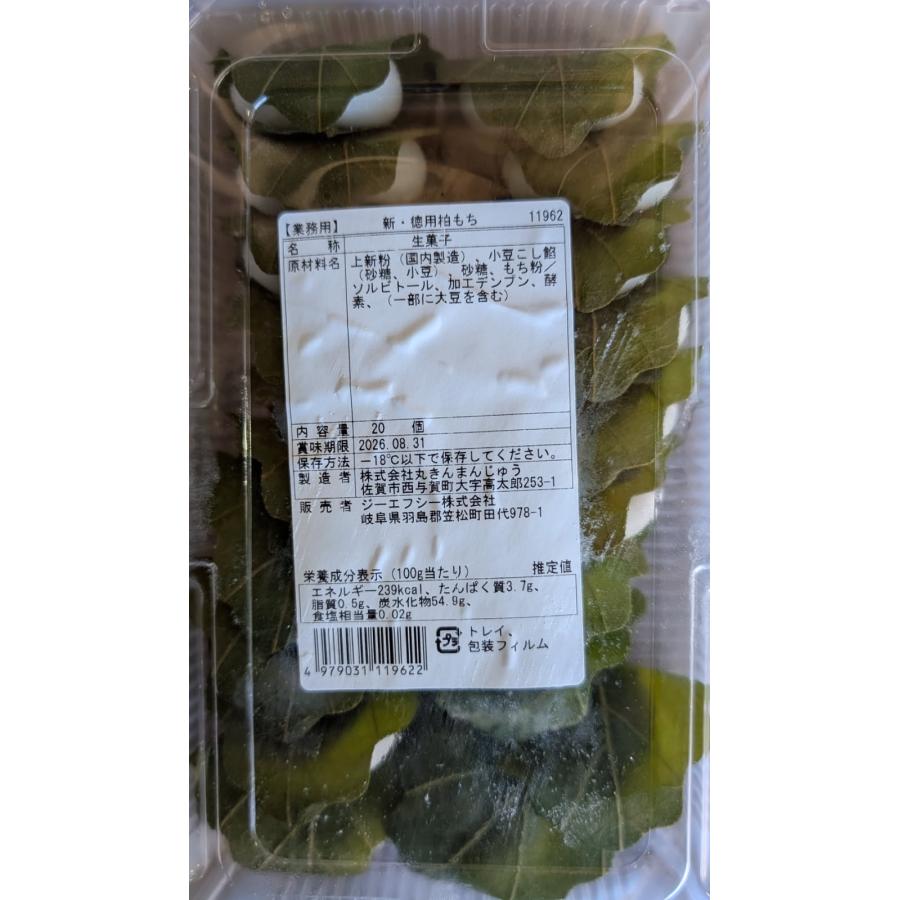 【業務用】 新・徳用柏もち 11962
名称 生菓子
原材料名 上新粉（国内製造）、小豆こし餡
（砂糖、小豆）、砂糖、もち粉／
ソルビトール、加工デンプン、酵
素、（一部に大豆を含む）
内容量 20 個
賞味期限 2026.08.31
保存方法 －18℃以下で保存してください。
製造者 株式会社丸きんまんじゅう
佐賀市西与賀町大字高太郎253-1
販売者 ジーエフシー株式会社
岐阜県羽島郡笠松町田代978-1
栄養成分表示（100g当たり） 推定値
エネルギー239kcal、たんぱく質3.7g、
脂質0.5g、炭水化物54.9g、
食塩相当量0.02g
プラ トレイ、
包装フィルム
4 979031 119622